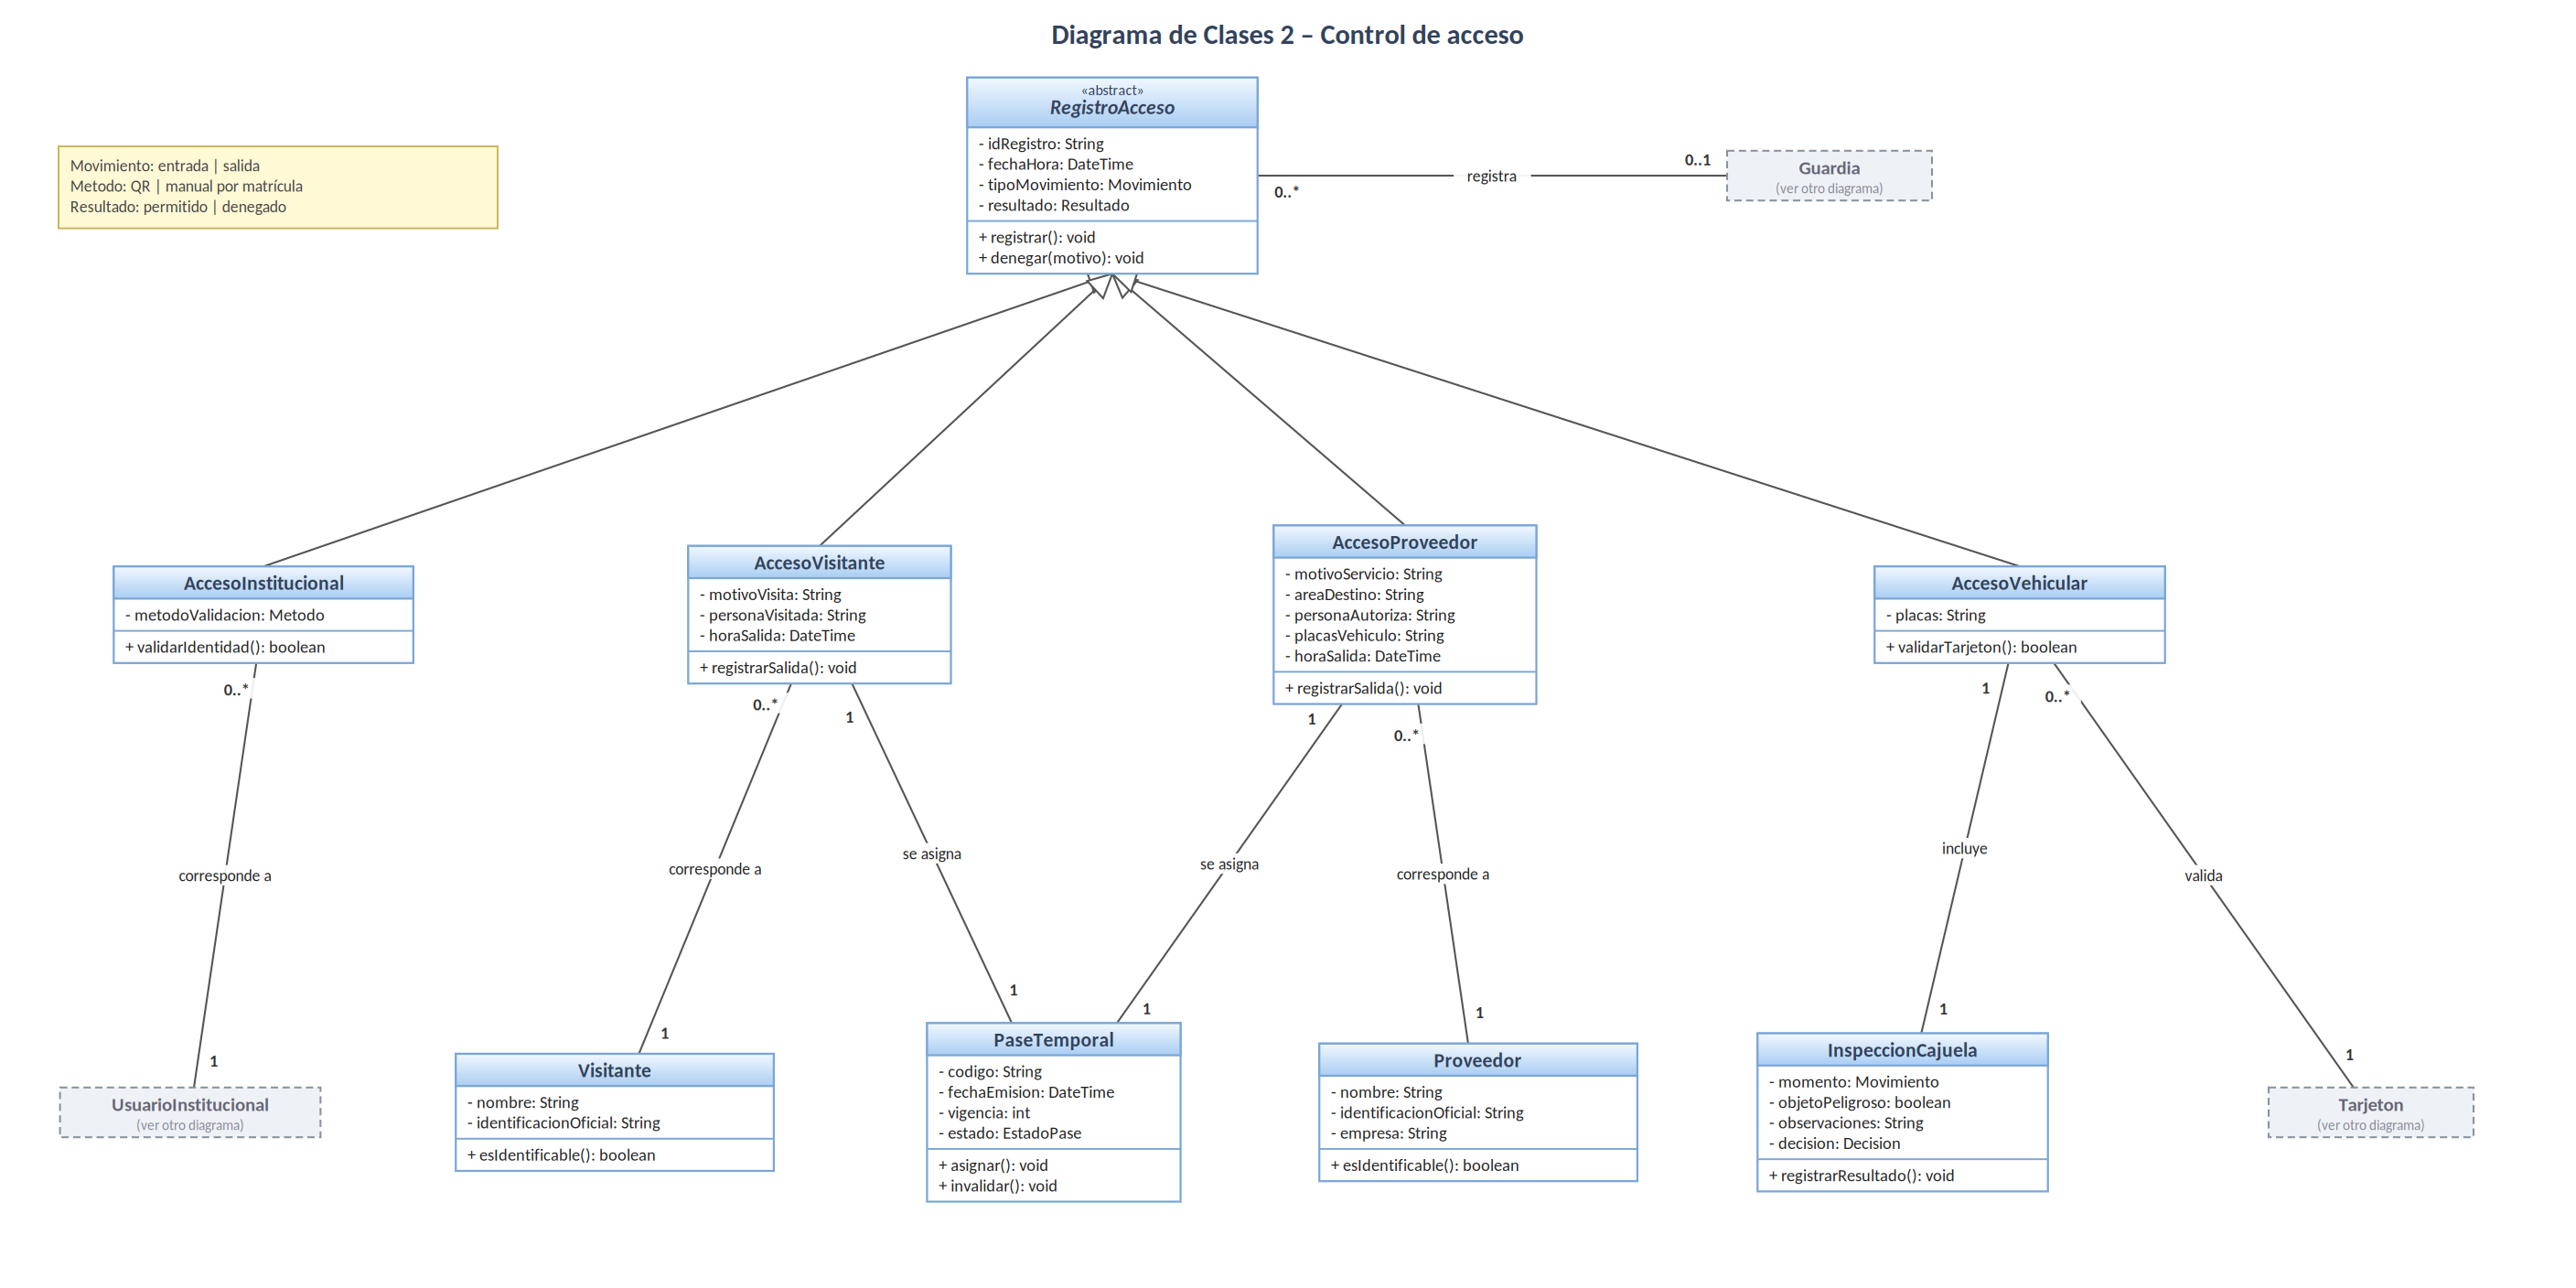 Diagrama de Clases 2 – Control de acceso
«abstract»
RegistroAcceso
- idRegistro: String
- fechaHora: DateTime
- tipoMovimiento: Movimiento
- resultado: Resultado
+ registrar(): void
+ denegar(motivo): void
Movimiento: entrada | salida
Metodo: QR | manual por matrícula
Resultado: permitido | denegado
0..*
registra
0..1
Guardia
(ver otro diagrama)
AccesoInstitucional
- metodoValidacion: Metodo
+ validarIdentidad(): boolean
AccesoVisitante
- motivoVisita: String
- personaVisitada: String
- horaSalida: DateTime
+ registrarSalida(): void
AccesoProveedor
- motivoServicio: String
- areaDestino: String
- personaAutoriza: String
- placasVehiculo: String
- horaSalida: DateTime
+ registrarSalida(): void
AccesoVehicular
- placas: String
+ validarTarjeton(): boolean
0..*
corresponde a
1
0..*
corresponde a
1
1
se asigna
1
1
se asigna
1
0..*
corresponde a
1
1
incluye
1
0..*
valida
1
UsuarioInstitucional
(ver otro diagrama)
Visitante
- nombre: String
- identificacionOficial: String
+ esIdentificable(): boolean
PaseTemporal
- codigo: String
- fechaEmision: DateTime
- vigencia: int
- estado: EstadoPase
+ asignar(): void
+ invalidar(): void
Proveedor
- nombre: String
- identificacionOficial: String
- empresa: String
+ esIdentificable(): boolean
InspeccionCajuela
- momento: Movimiento
- objetoPeligroso: boolean
- observaciones: String
- decision: Decision
+ registrarResultado(): void
Tarjeton
(ver otro diagrama)